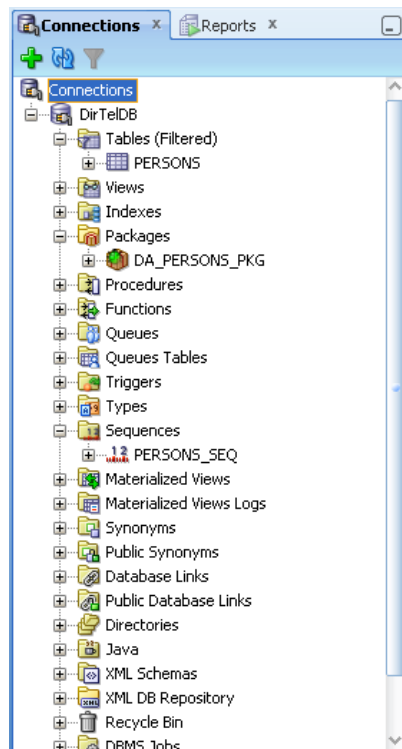 Connections Reports
Connections
DirTelDB
Tables (Filtered)
PERSONS
Views
Indexes
Packages
DA_PERSONS_PKG
Procedures
Functions
Queues
Queues Tables
Triggers
Types
Sequences
PERSONS_SEQ
Materialized Views
Materialized Views Logs
Synonyms
Public Synonyms
Database Links
Public Database Links
Directories
Java
XML Schemas
XML DB Repository
Recycle Bin
DBMS Jobs